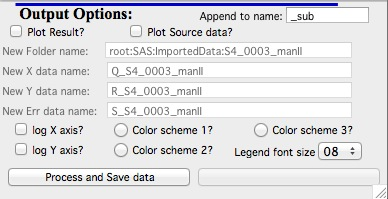 Output Options: Append to name: _sub
Plot Result? Plot Source data?
New Folder name: root:SAS:ImportedData:S4_0003_manll
New X data name: Q_S4_0003_manll
New Y data name: R_S4_0003_manll
New Err data name: S_S4_0003_manll
log X axis? Color scheme 1? Color scheme 3?
log Y axis? Color scheme 2? Legend font size 08
Process and Save data